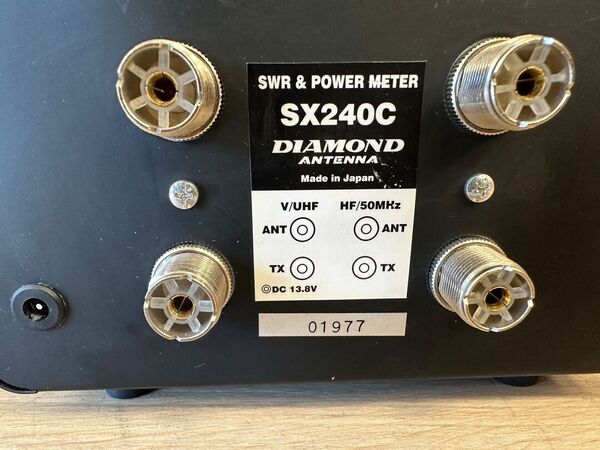 SWR & POWER METER
SX240C
DIAMOND
ANTENNA
Made in Japan
V/UHF HF/50MHz
ANT ANT
TX TX
DC 13.8V
01977